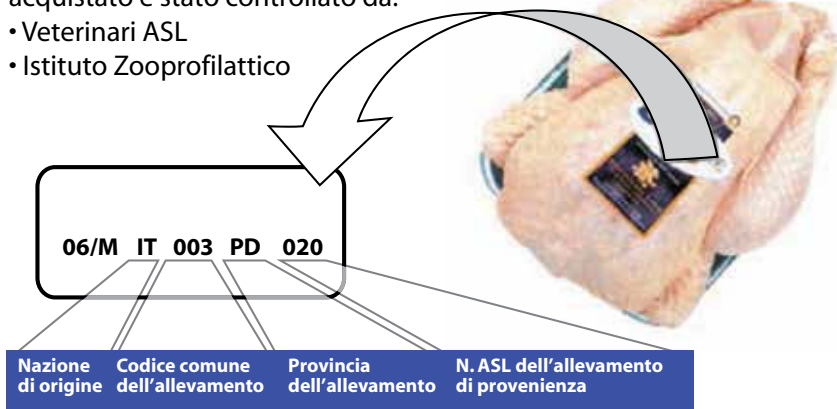 acquistato è stato controllato da:
• Veterinari ASL
• Istituto Zooprofilattico
06/M IT 003 PD 020
Nazione di origine
Codice comune dell’allevamento
Provincia dell’allevamento
N. ASL dell’allevamento di provenienza